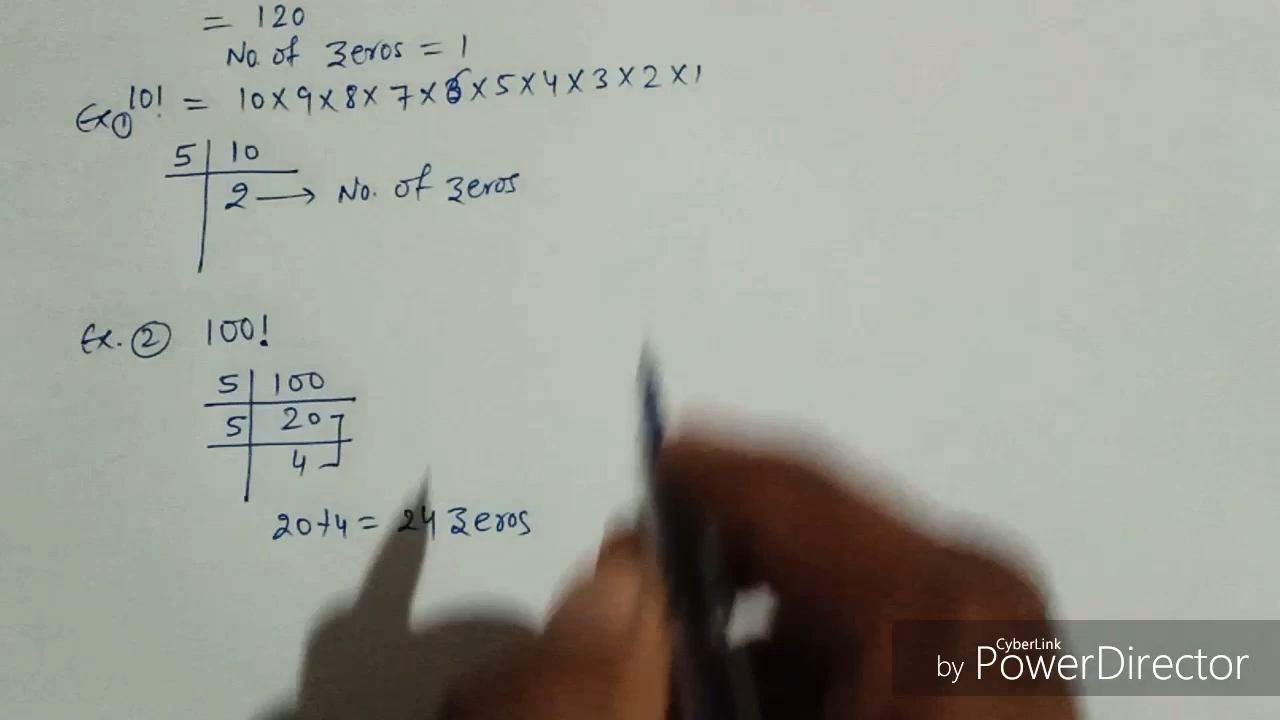 = 120
No. of zeros = 1
Ex① 10! = 10×9×8×7×6×5×4×3×2×1
5 | 10
2 → No. of zeros
Ex. ② 100!
5 | 100
5 | 20
4
20+4 = 24 zeros
CyberLink
by PowerDirector